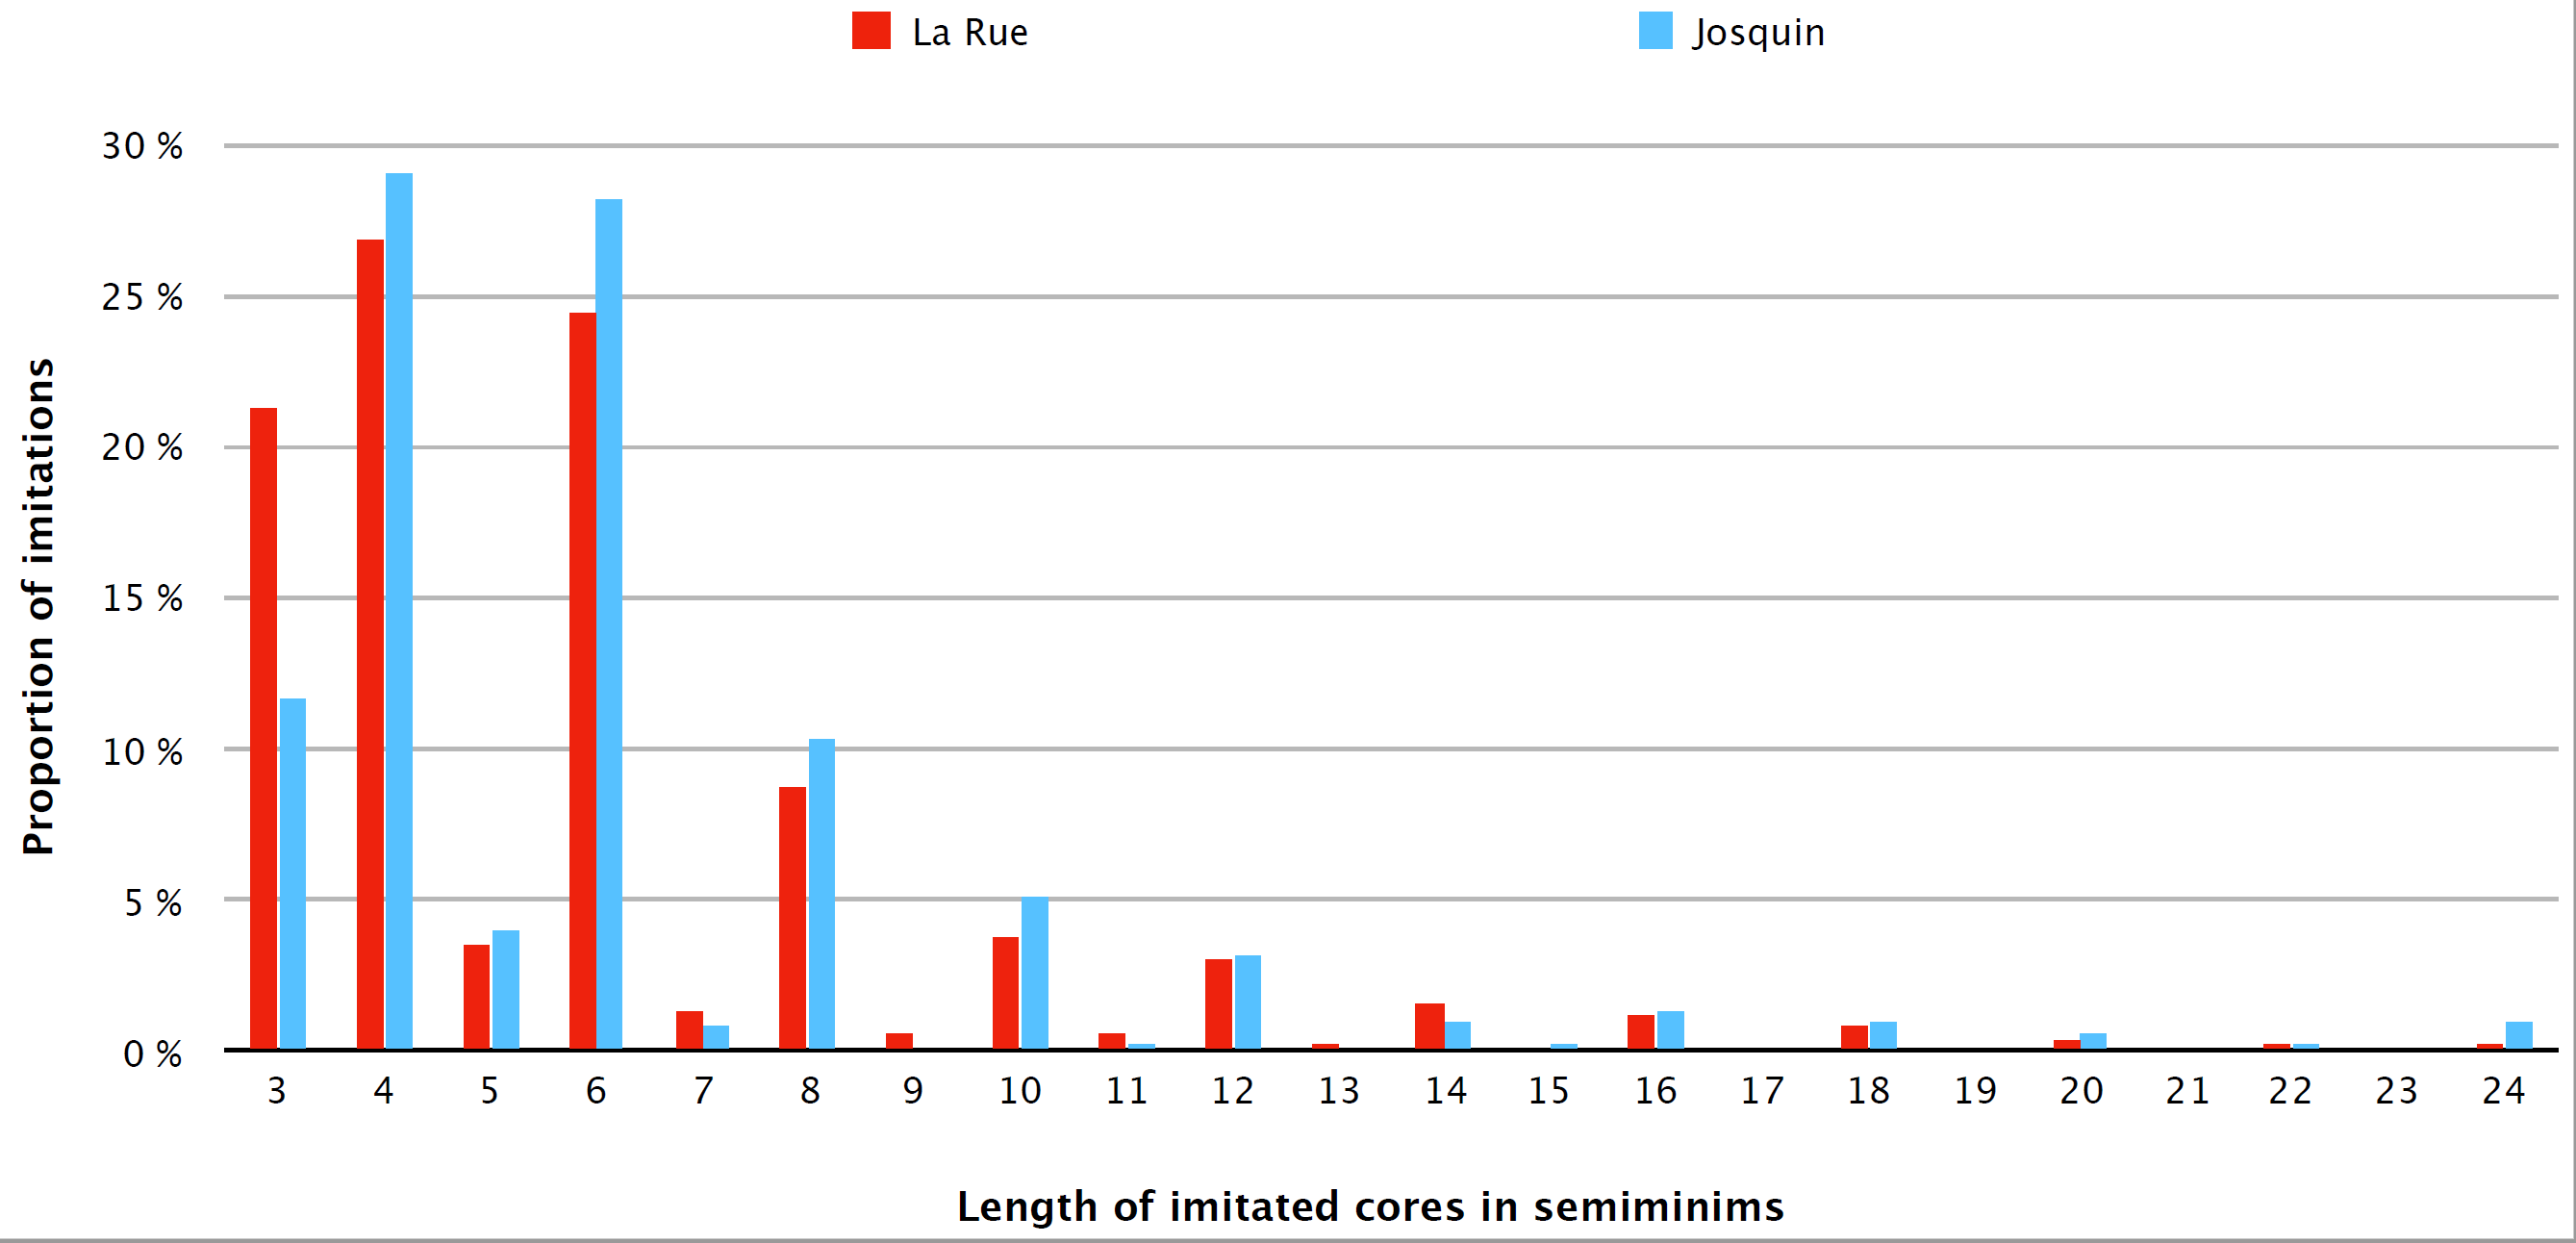 La Rue Josquin
30 %
25 %
20 %
15 %
10 %
5 %
0 %
Proportion of imitations
3 4 5 6 7 8 9 10 11 12 13 14 15 16 17 18 19 20 21 22 23 24
Length of imitated cores in semiminims